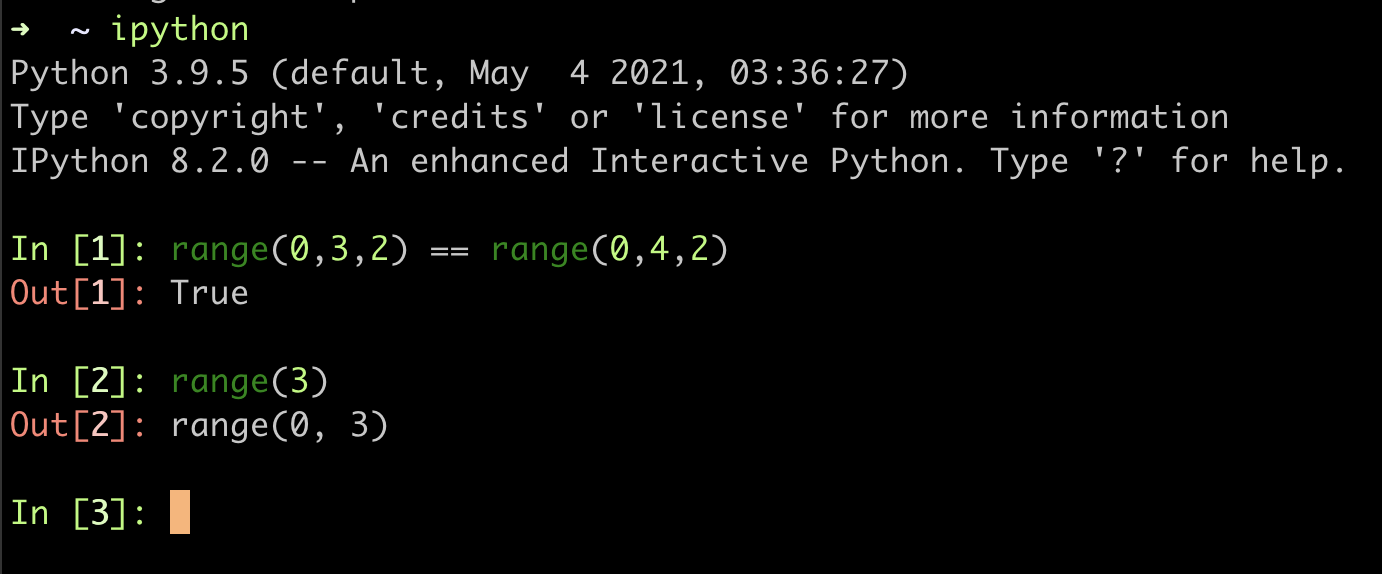 ➜  ~ ipython
Python 3.9.5 (default, May  4 2021, 03:36:27)
Type 'copyright', 'credits' or 'license' for more information
IPython 8.2.0 -- An enhanced Interactive Python. Type '?' for help.
In [1]: range(0,3,2) == range(0,4,2)
Out[1]: True
In [2]: range(3)
Out[2]: range(0, 3)
In [3]: